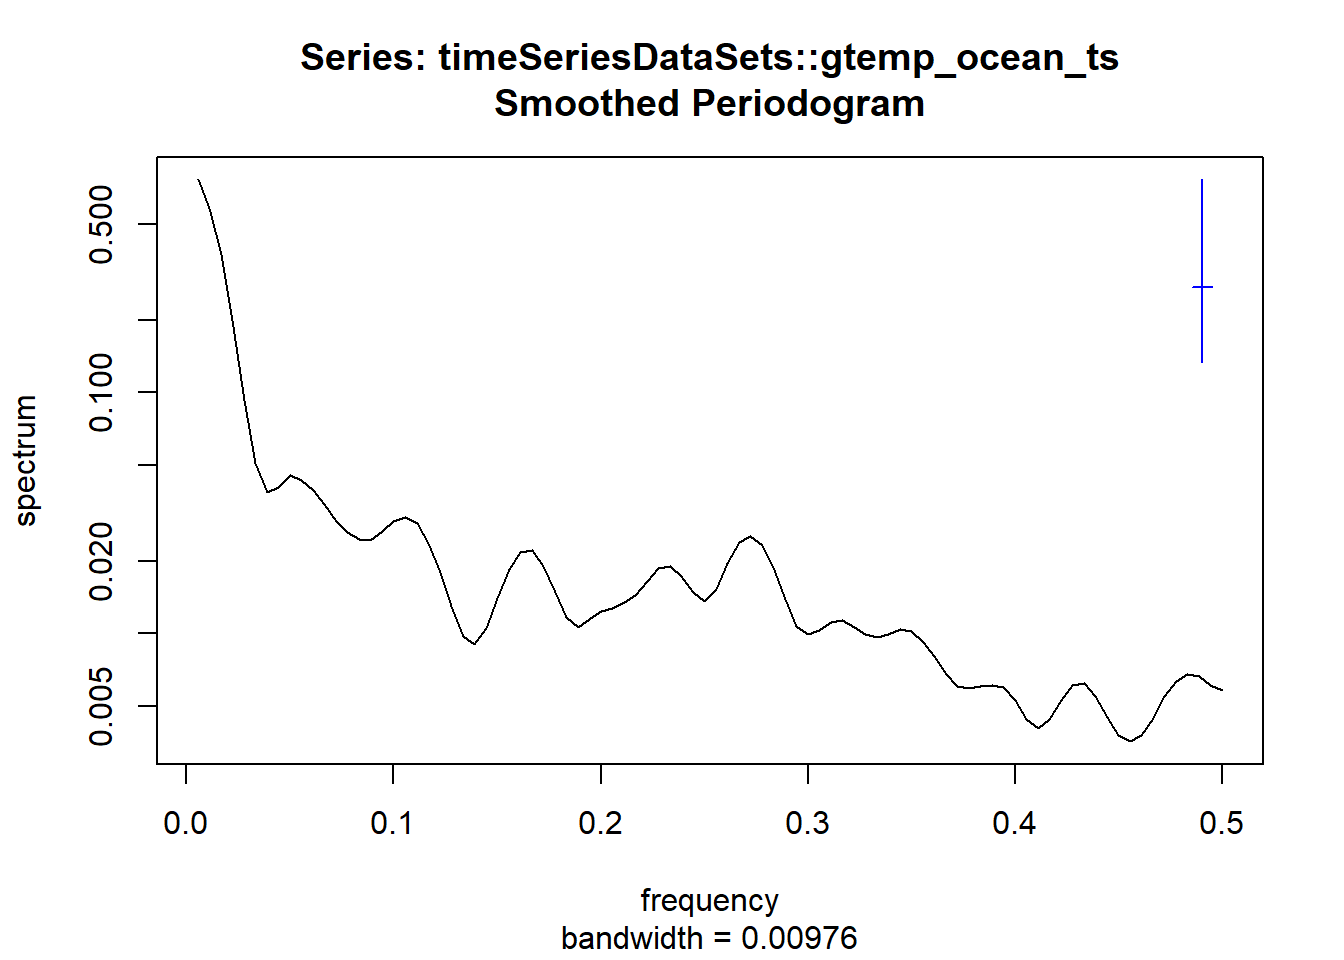 Series: timeSeriesDataSets::gtemp_ocean_ts
Smoothed Periodogram
spectrum
0.500
0.100
0.020
0.005
0.0 0.1 0.2 0.3 0.4 0.5
frequency
bandwidth = 0.00976